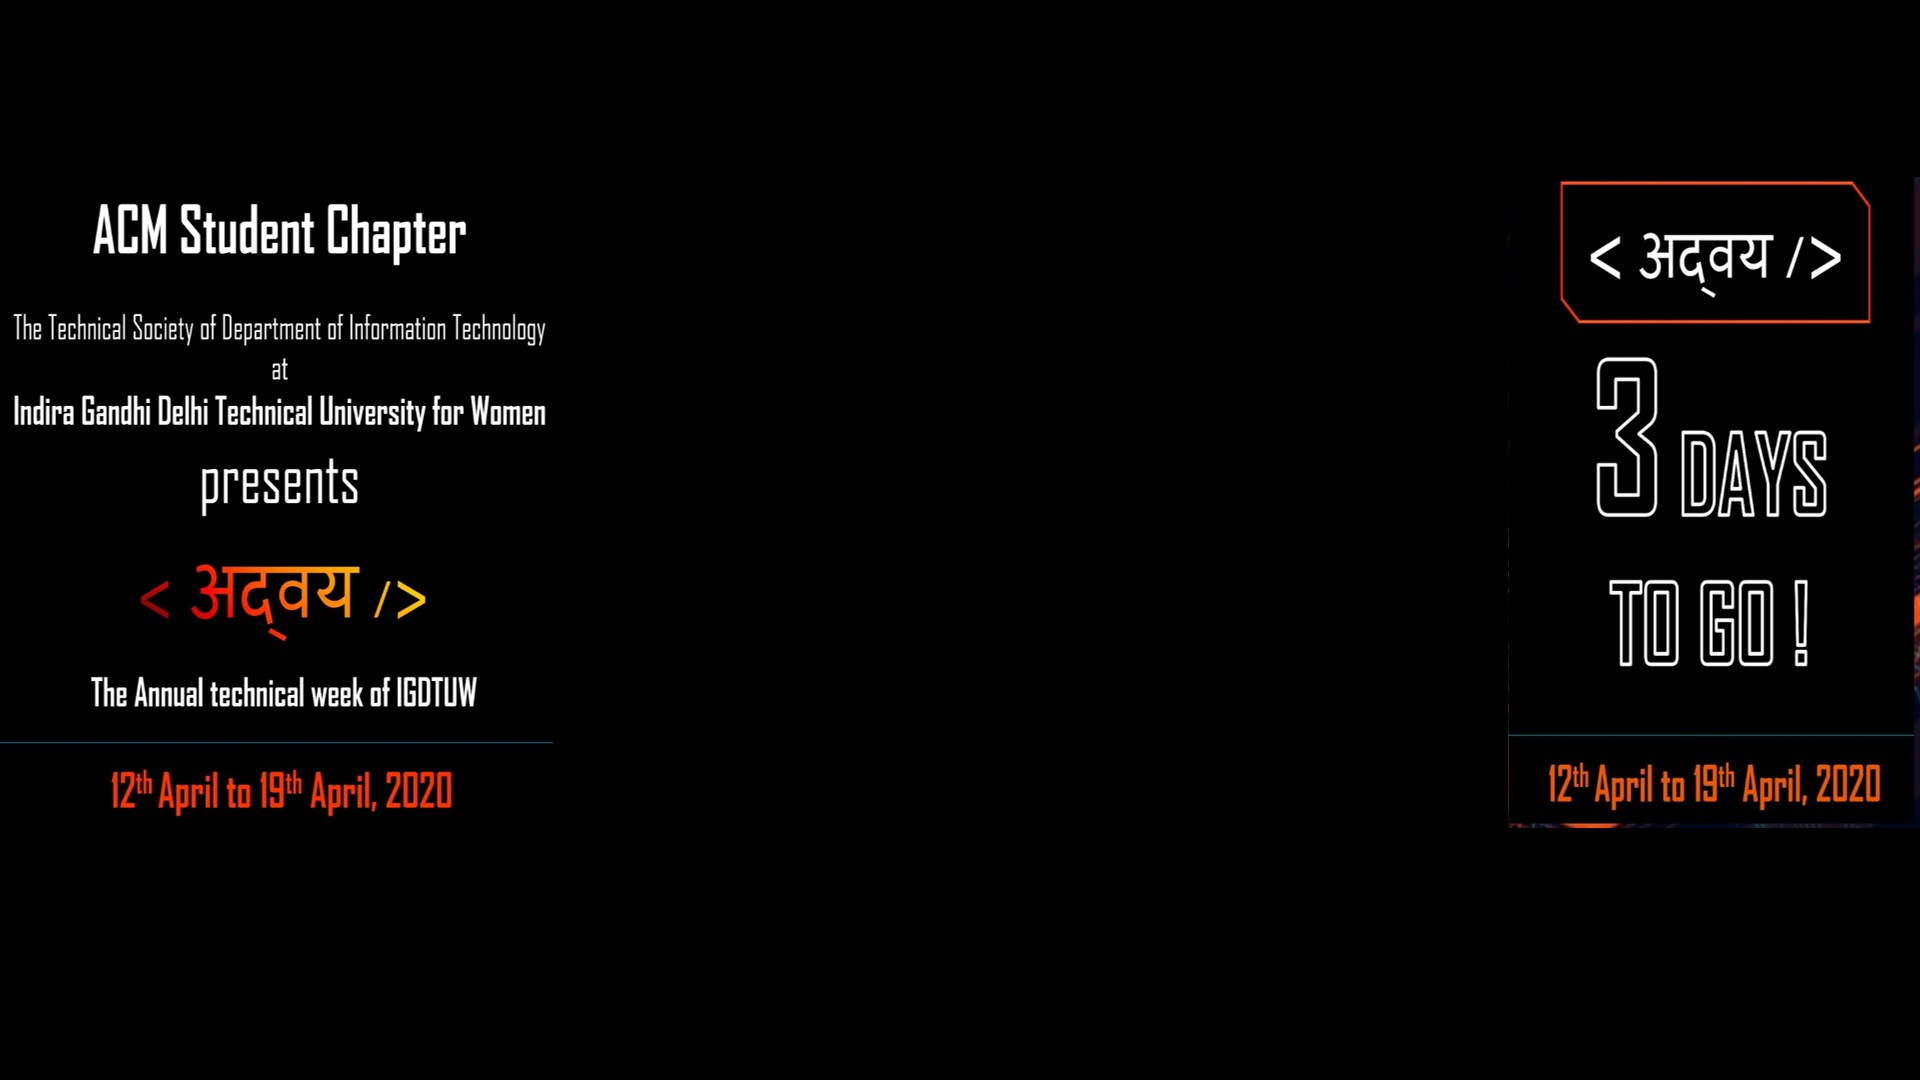 ACM Student Chapter
The Technical Society of Department of Information Technology
at
Indira Gandhi Delhi Technical University for Women
presents
< अद्‌वय />
The Annual technical week of IGDTUW
12th April to 19th April, 2020
< अद्‌वय />
3 DAYS
TO GO !
12th April to 19th April, 2020